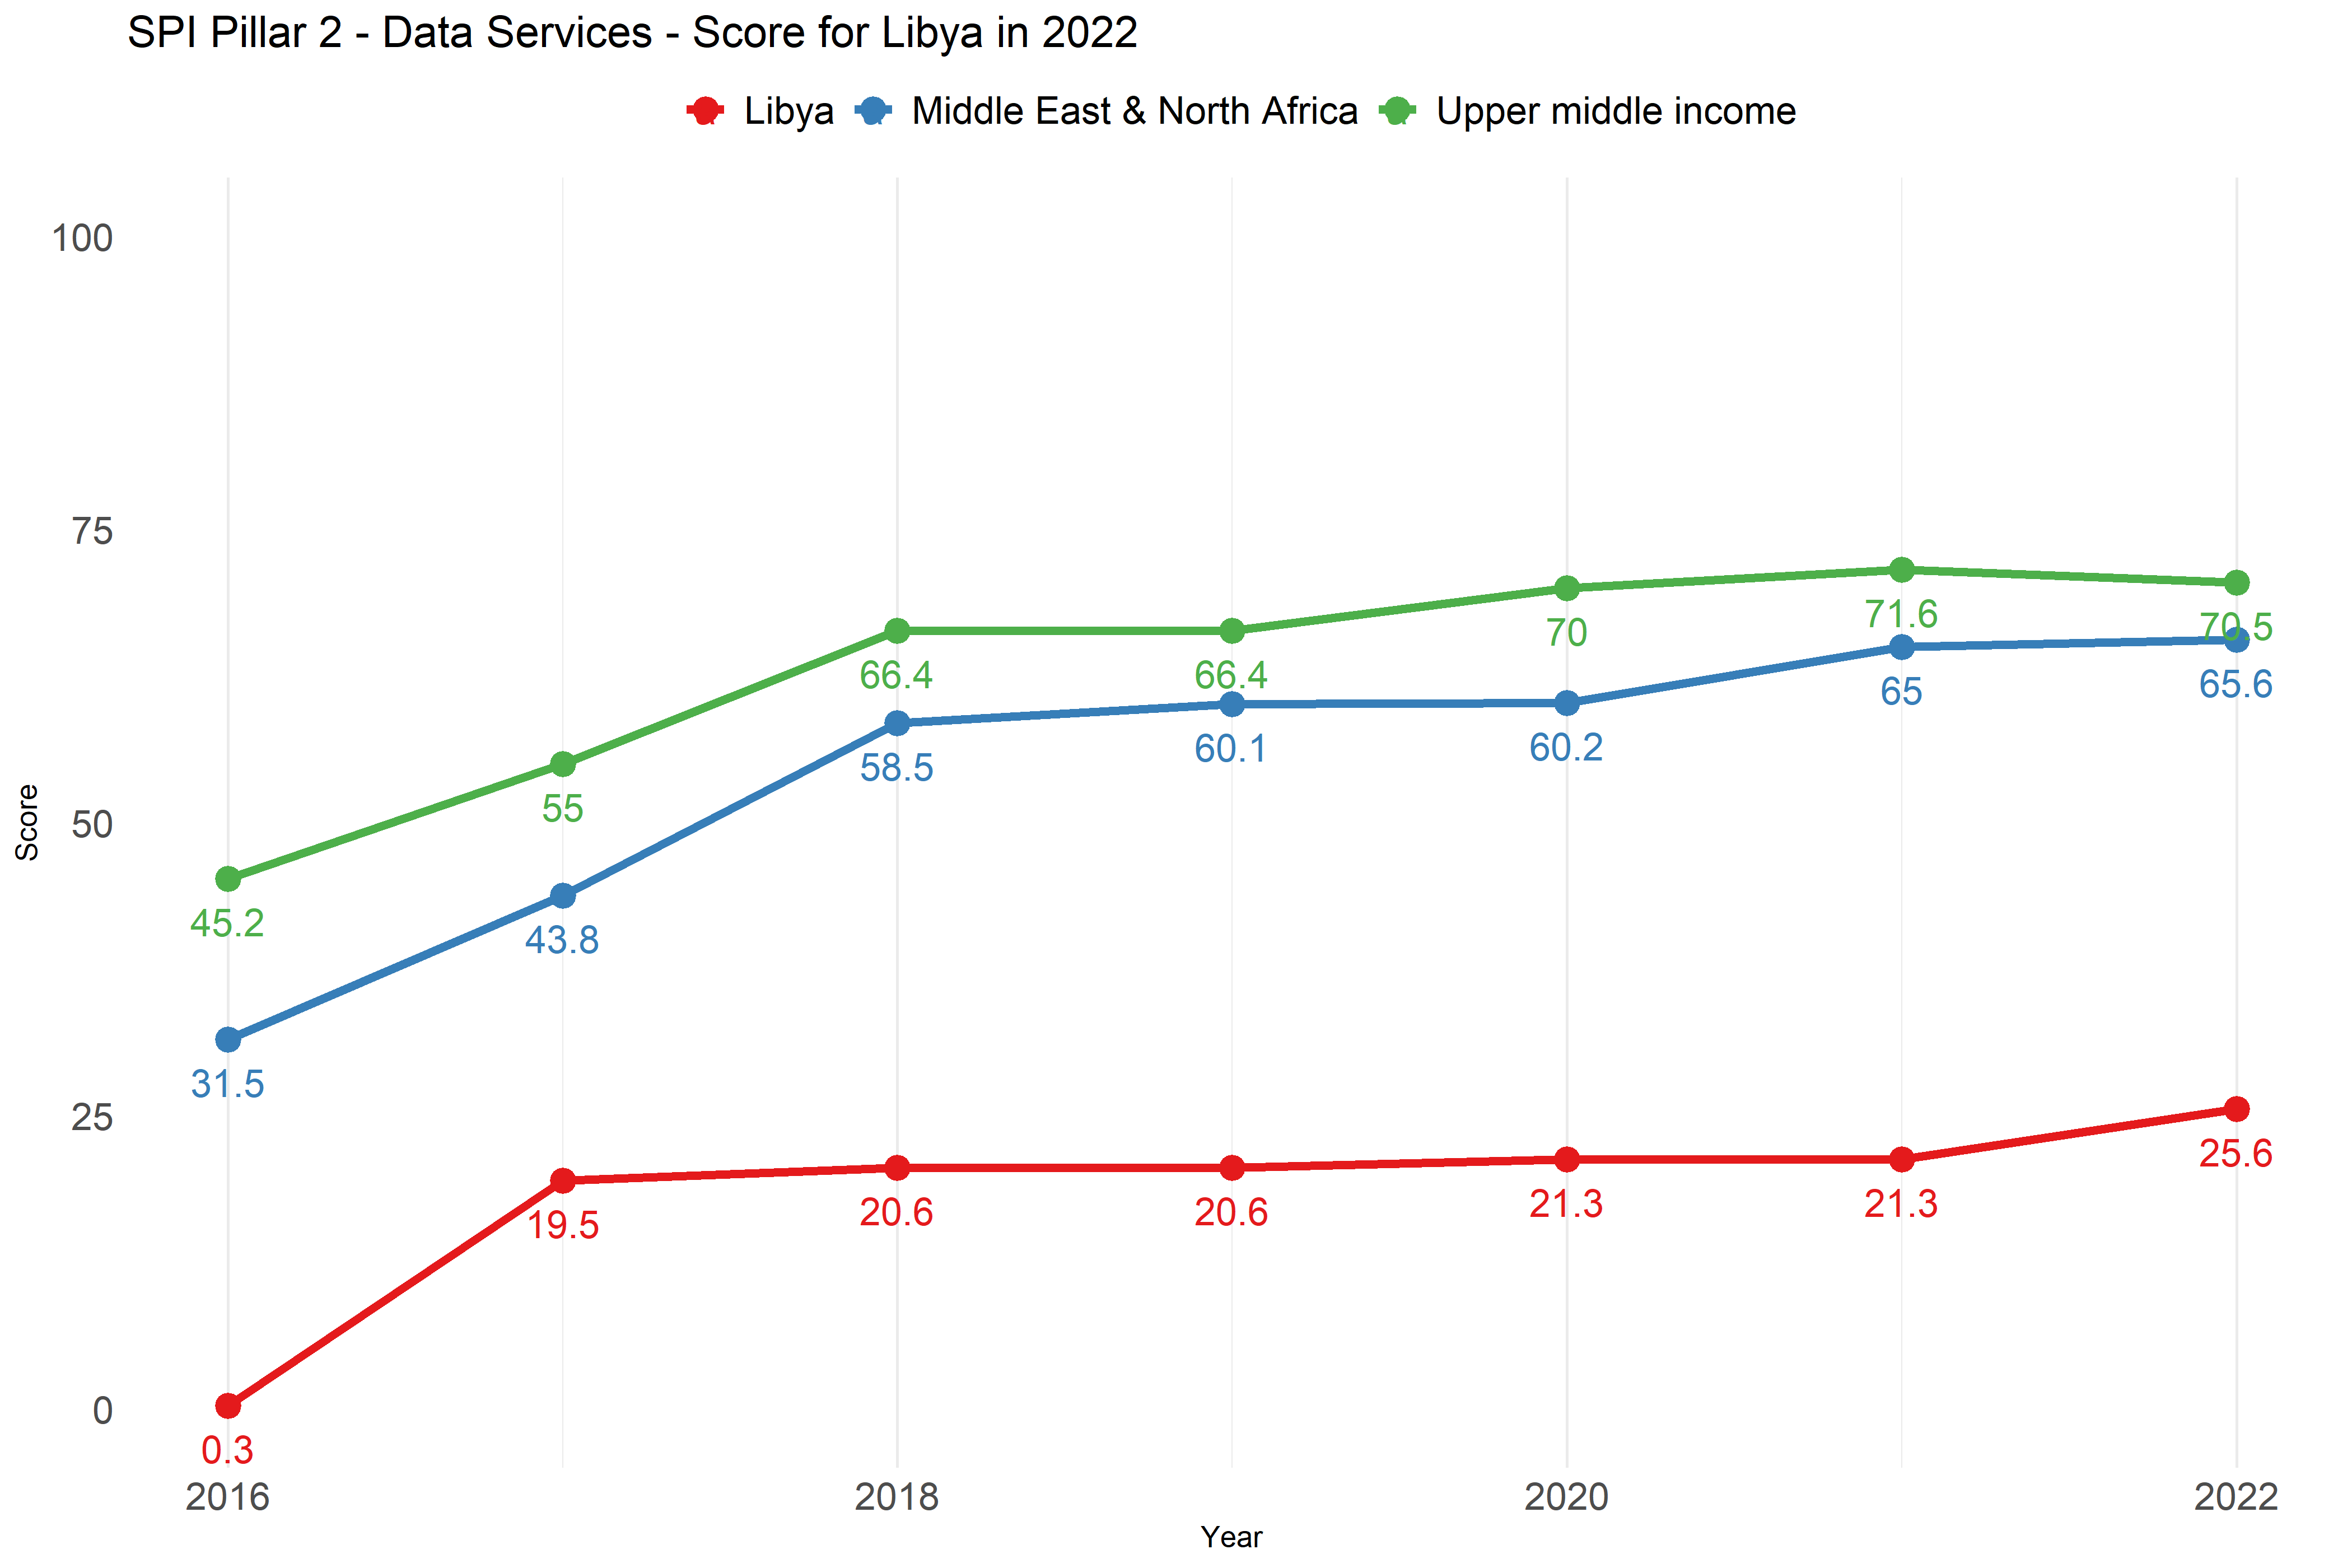 SPI Pillar 2 - Data Services - Score for Libya in 2022
Libya Middle East & North Africa Upper middle income
100
75
50
25
0
Score
45.2 55 66.4 66.4 70 71.6 70.5
31.5 43.8 58.5 60.1 60.2 65 65.6
0.3 19.5 20.6 20.6 21.3 21.3 25.6
2016 2018 2020 2022
Year